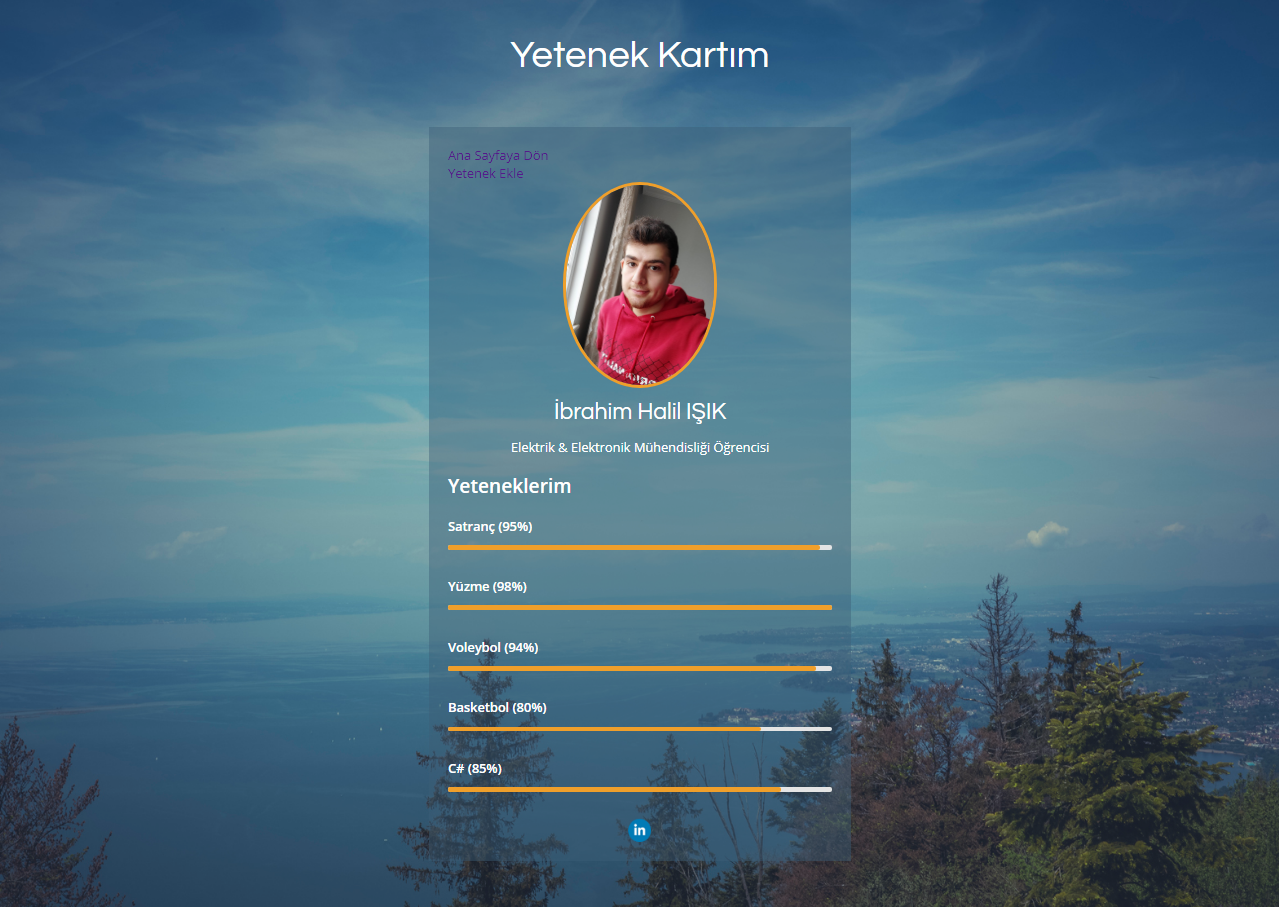 Yetenek Kartım
Ana Sayfaya Dön
Yetenek Ekle
İbrahim Halil IŞIK
Elektrik & Elektronik Mühendisliği Öğrencisi
Yeteneklerim
Satranç (95%)
Yüzme (98%)
Voleybol (94%)
Basketbol (80%)
C# (85%)
in